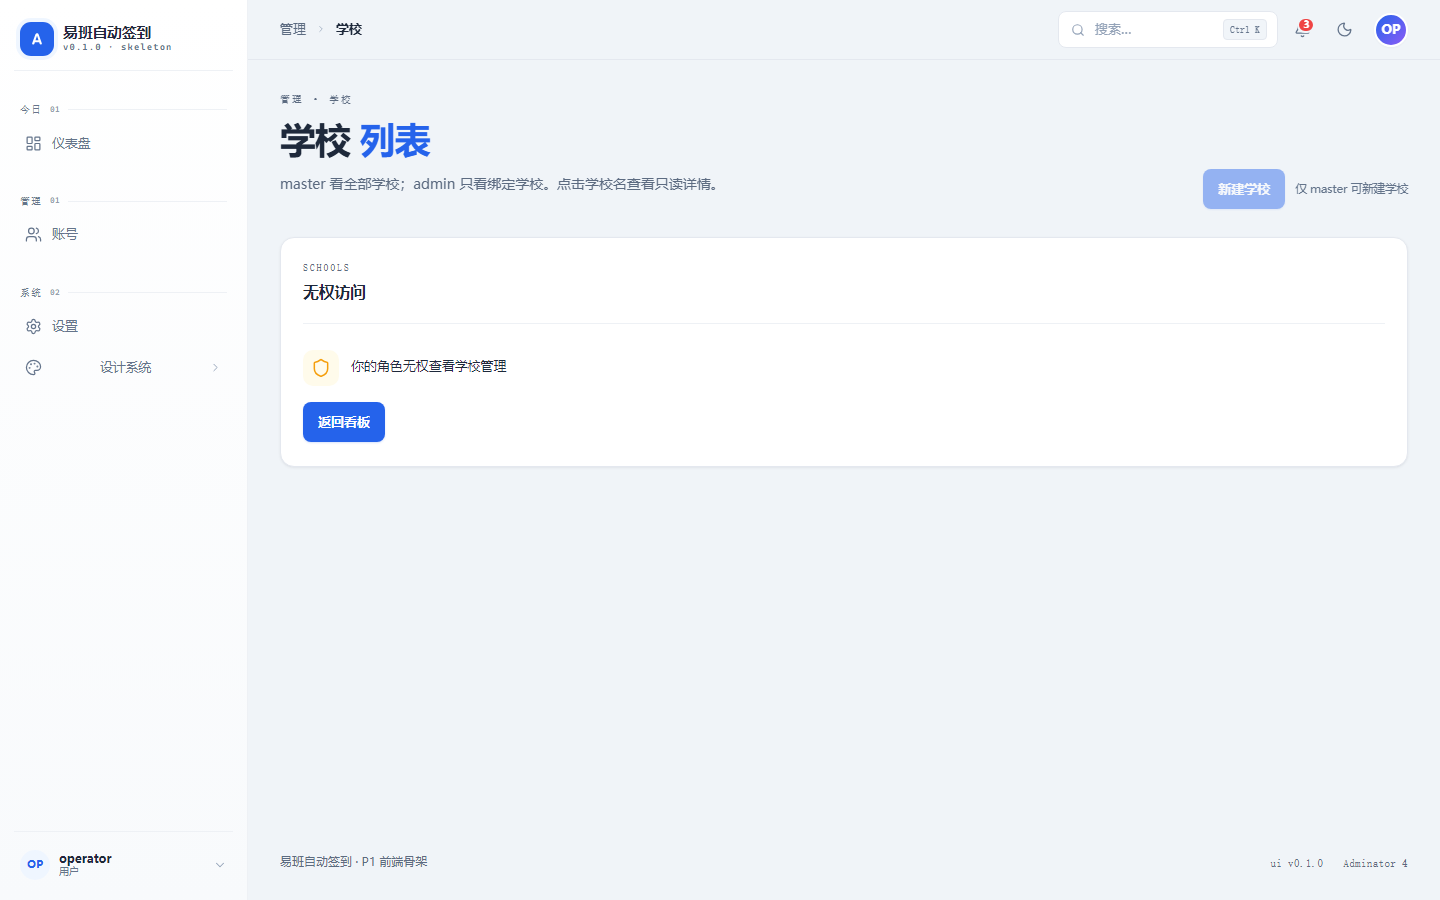 A
易班自动签到
v0.1.0 · skeleton
今日 01
仪表盘
管理 01
账号
系统 02
设置
设计系统
OP
operator
用户
管理 > 学校
搜索...
Ctrl K
3
OP
管理 • 学校
学校 列表
master 看全部学校；admin 只看绑定学校。点击学校名查看只读详情。
新建学校
仅 master 可新建学校
SCHOOLS
无权访问
你的角色无权查看学校管理
返回看板
易班自动签到 · P1 前端骨架
ui v0.1.0 Adminator 4